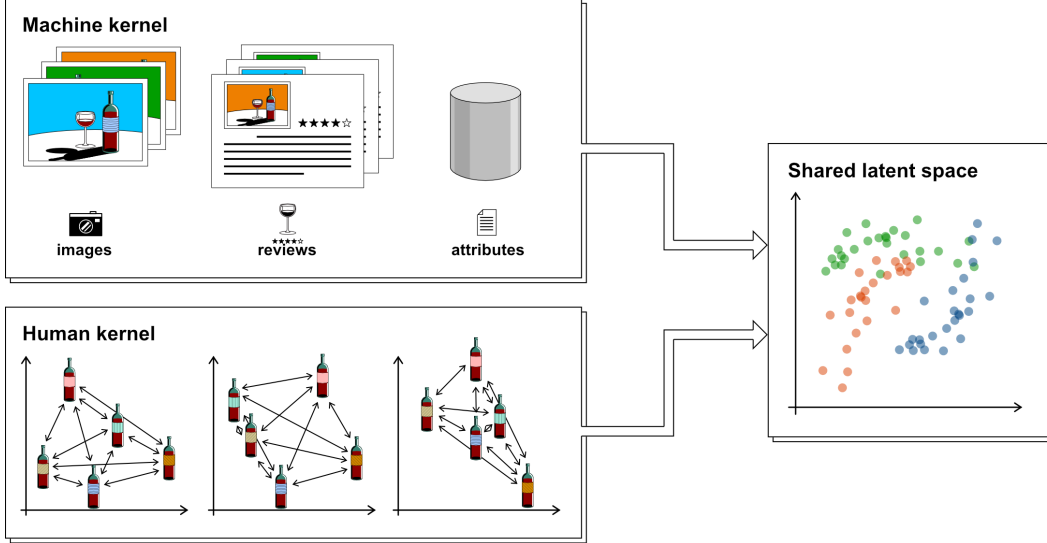 Machine kernel
images
reviews
attributes
Human kernel
Shared latent space